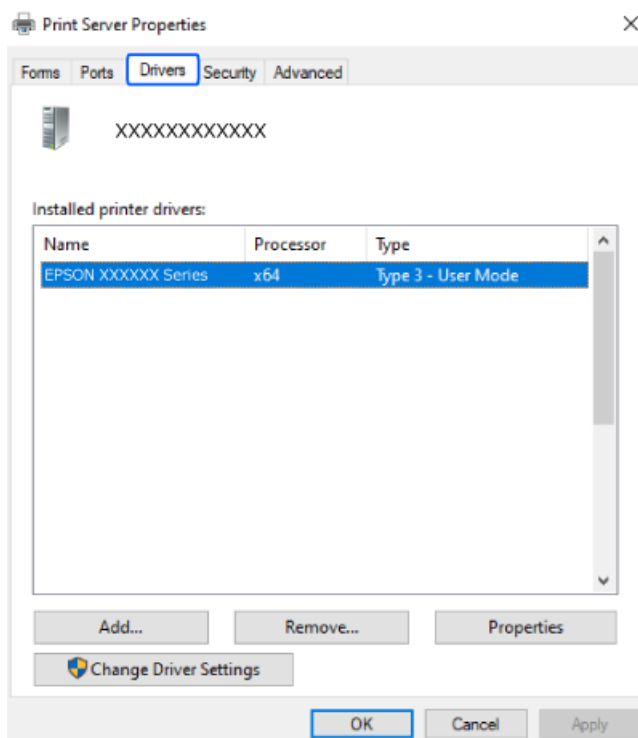 Print Server Properties
Forms Ports Drivers Security Advanced
XXXXXXXXXXXX
Installed printer drivers:
Name Processor Type
EPSON XXXXXX Series x64 Type 3 - User Mode
Add... Remove... Properties
Change Driver Settings
OK Cancel Apply